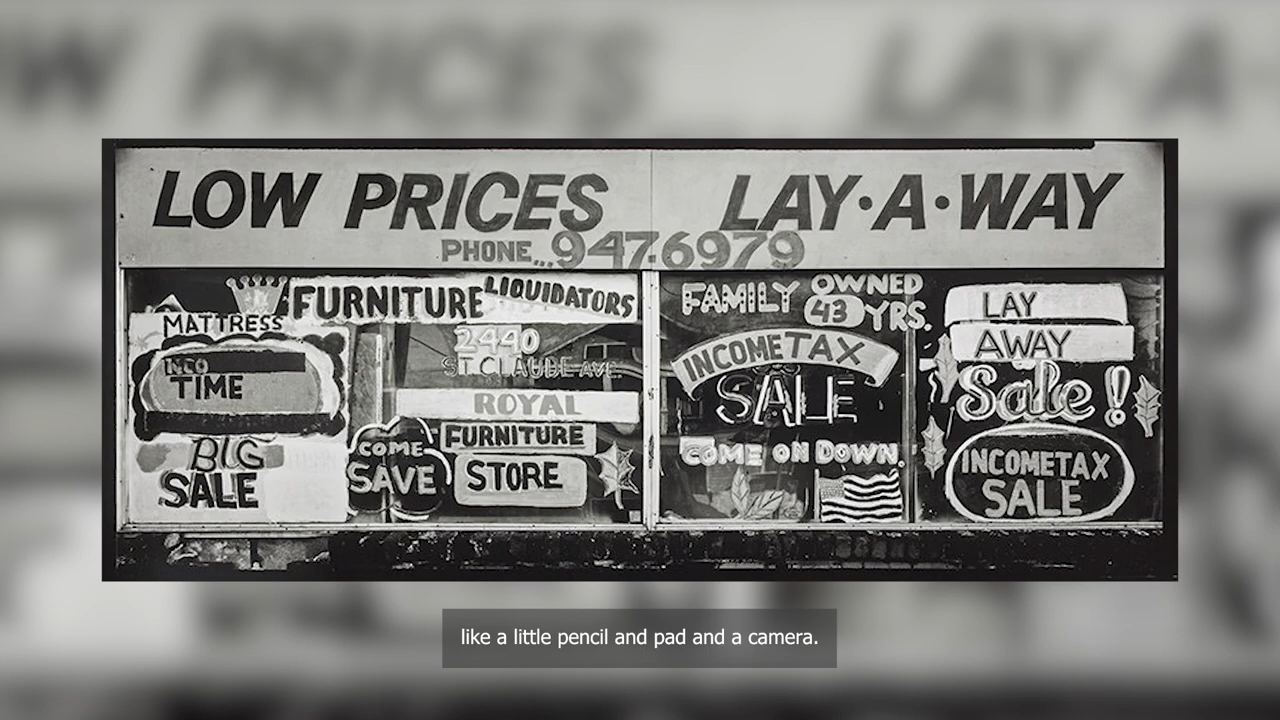 LOW PRICES LAY•A•WAY
PHONE...947-6979
FURNITURE LIQUIDATORS
MATTRESS
TIME
BIG
SALE
COME
SAVE
2440
ST. CLAUDE AVE.
ROYAL
FURNITURE
STORE
FAMILY OWNED
43 YRS.
INCOMETAX
SALE
COME ON DOWN.
LAY
AWAY
Sale!
INCOMETAX
SALE
like a little pencil and pad and a camera.